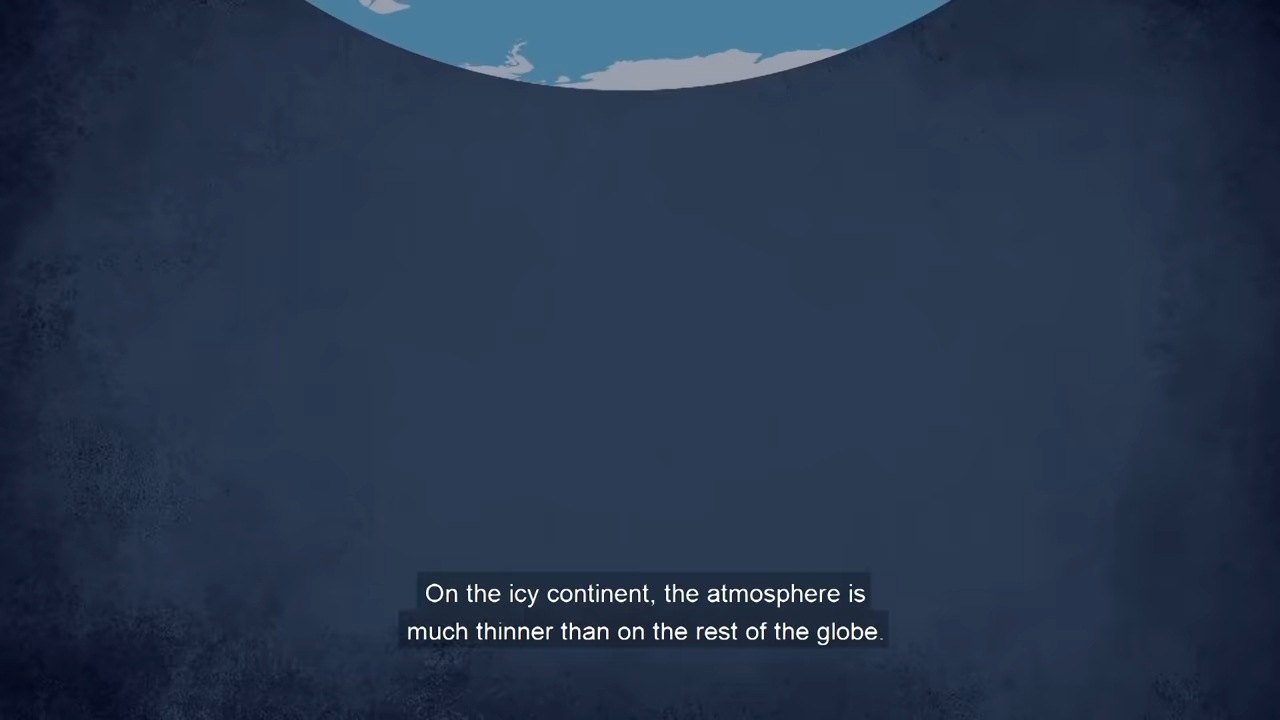 On the icy continent, the atmosphere is
much thinner than on the rest of the globe.